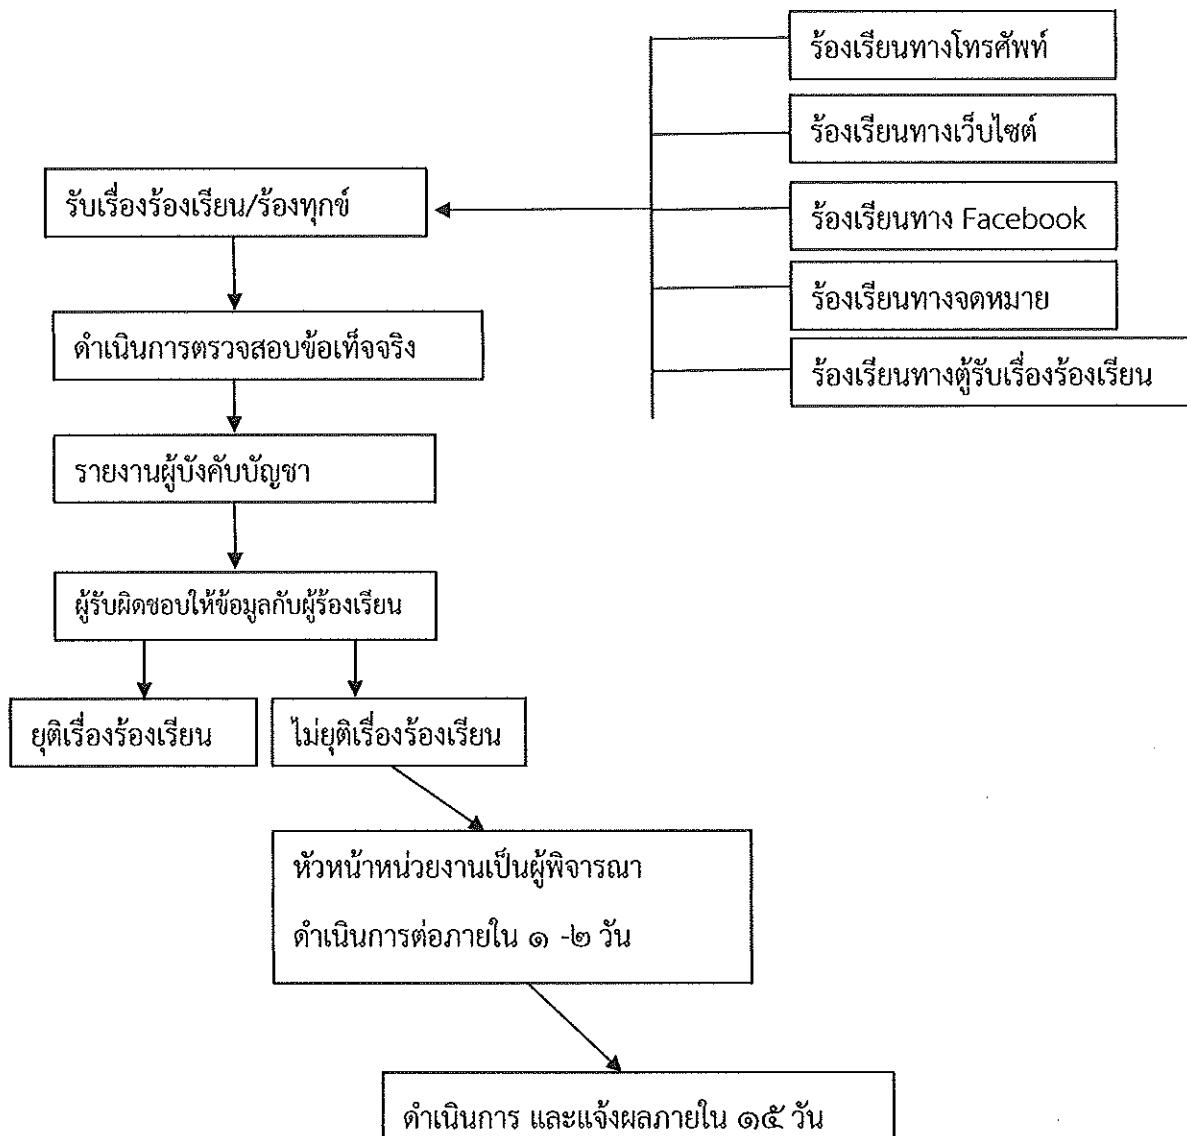 ร้องเรียนทางโทรศัพท์
ร้องเรียนทางเว็บไซต์
รับเรื่องร้องเรียน/ร้องทุกข์
ร้องเรียนทาง Facebook
ร้องเรียนทางจดหมาย
ร้องเรียนทางตู้รับเรื่องร้องเรียน
ดำเนินการตรวจสอบข้อเท็จจริง
รายงานผู้บังคับบัญชา
ผู้รับผิดชอบให้ข้อมูลกับผู้ร้องเรียน
ยุติเรื่องร้องเรียน
ไม่ยุติเรื่องร้องเรียน
หัวหน้าหน่วยงานเป็นผู้พิจารณา
ดำเนินการต่อภายใน ๑ -๒ วัน
ดำเนินการ และแจ้งผลภายใน ๑๕ วัน